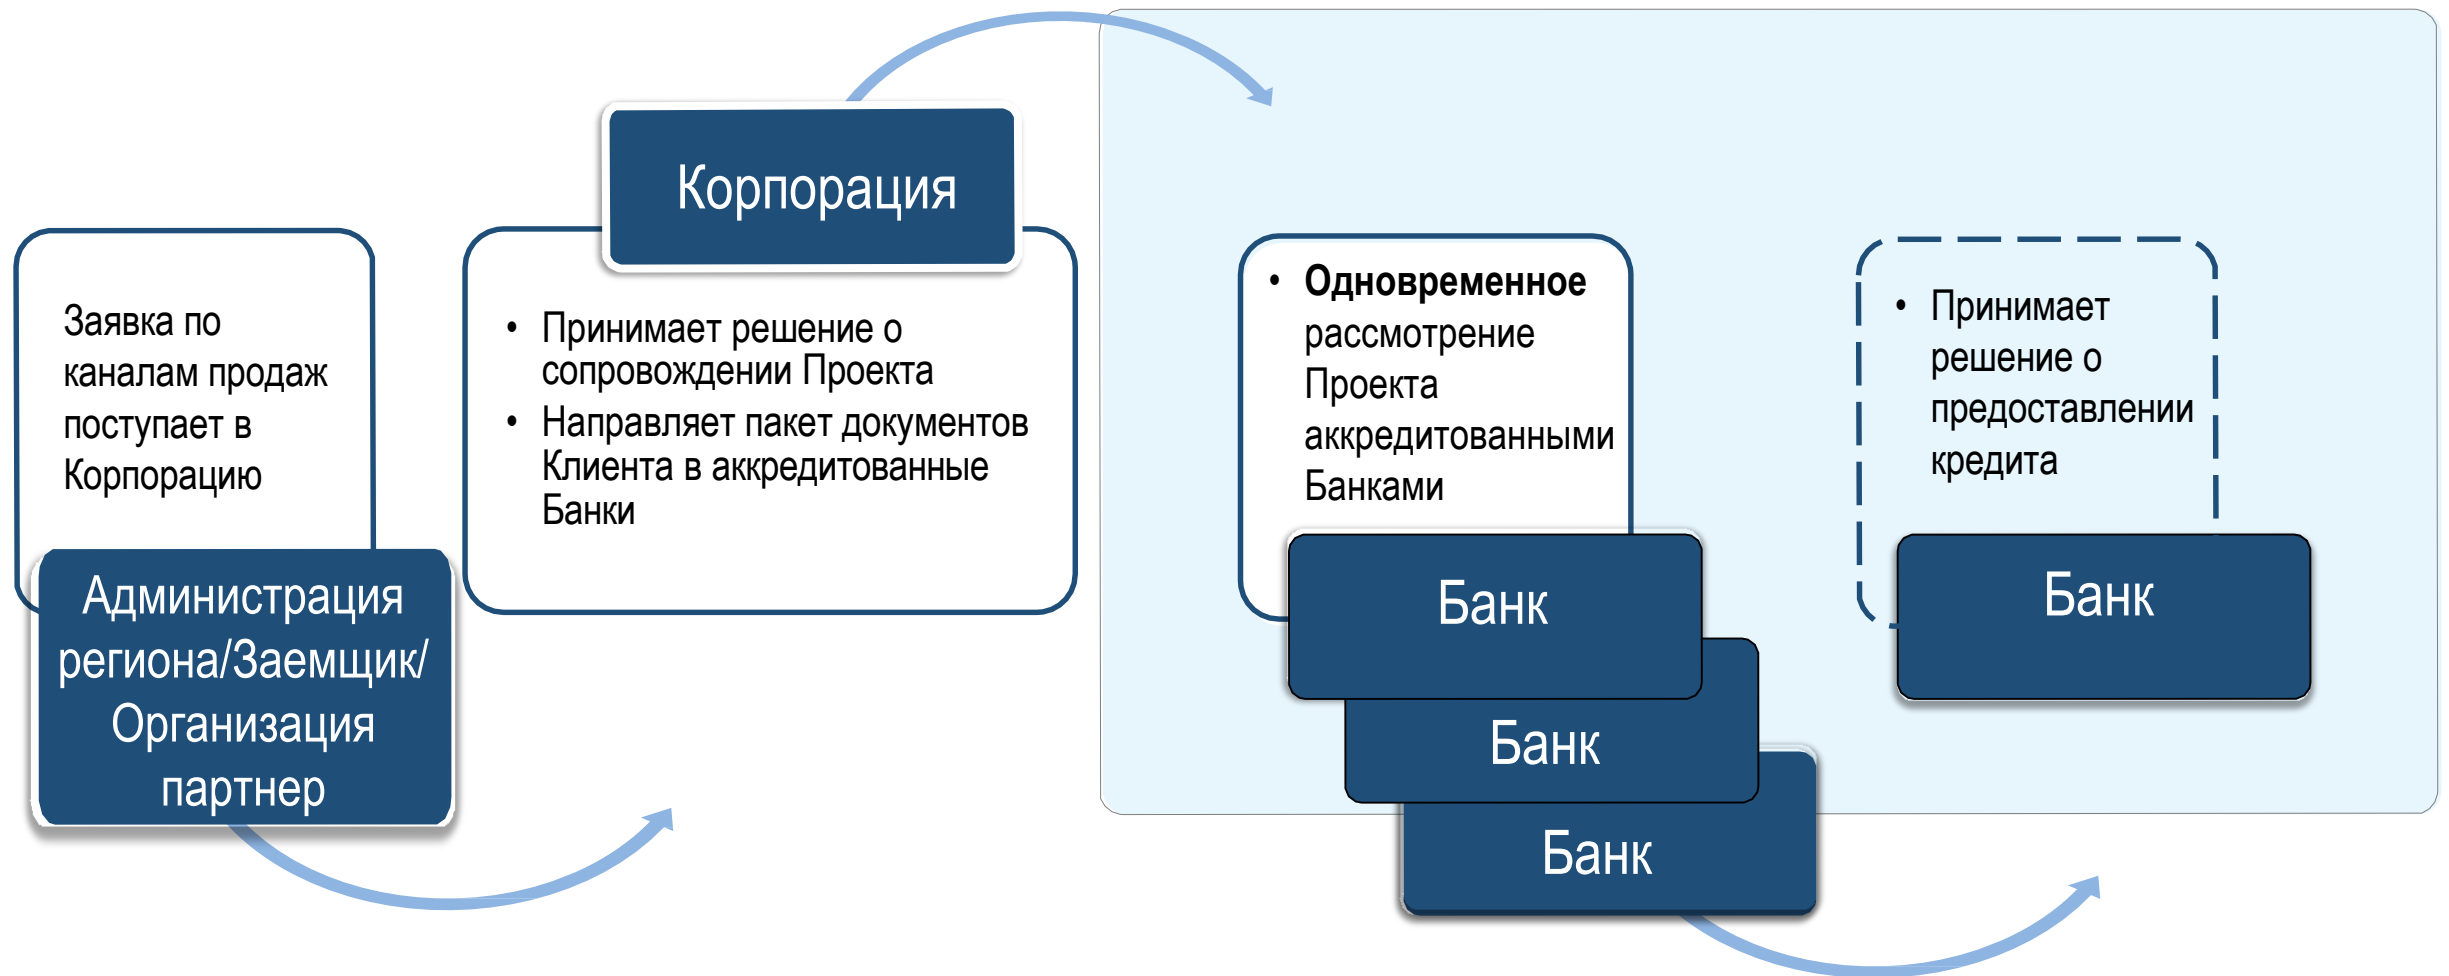 Заявка по
каналам продаж
поступает в
Корпорацию
Администрация
региона/Заемщик/
Организация
партнер
Корпорация
• Принимает решение о
сопровождении Проекта
• Направляет пакет документов
Клиента в аккредитованные
Банки
• Одновременное
рассмотрение
Проекта
аккредитованными
Банками
Банк
Банк
Банк
• Принимает
решение о
предоставлении
кредита
Банк